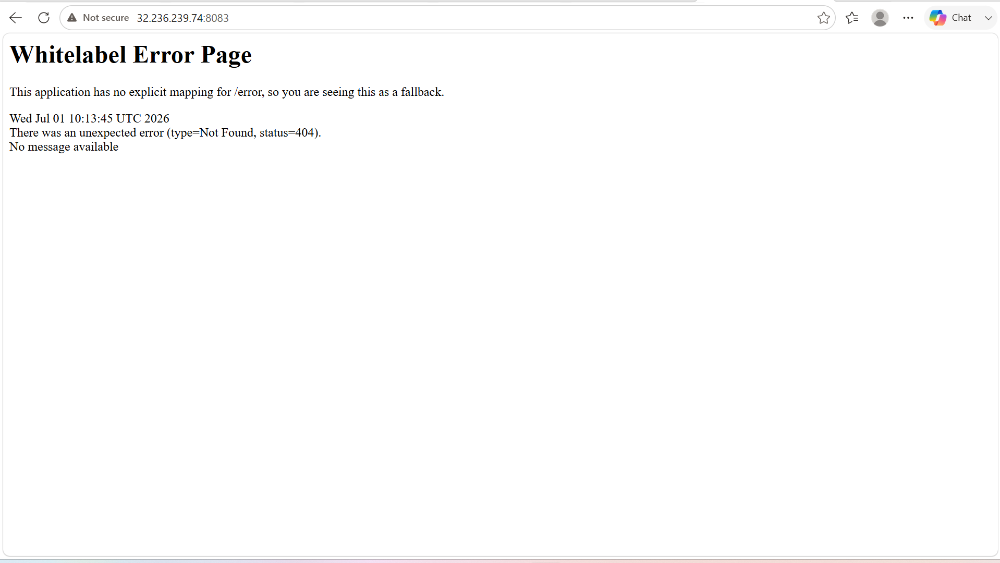 Not secure 32.236.239.74:8083
Chat
Whitelabel Error Page
This application has no explicit mapping for /error, so you are seeing this as a fallback.
Wed Jul 01 10:13:45 UTC 2026
There was an unexpected error (type=Not Found, status=404).
No message available